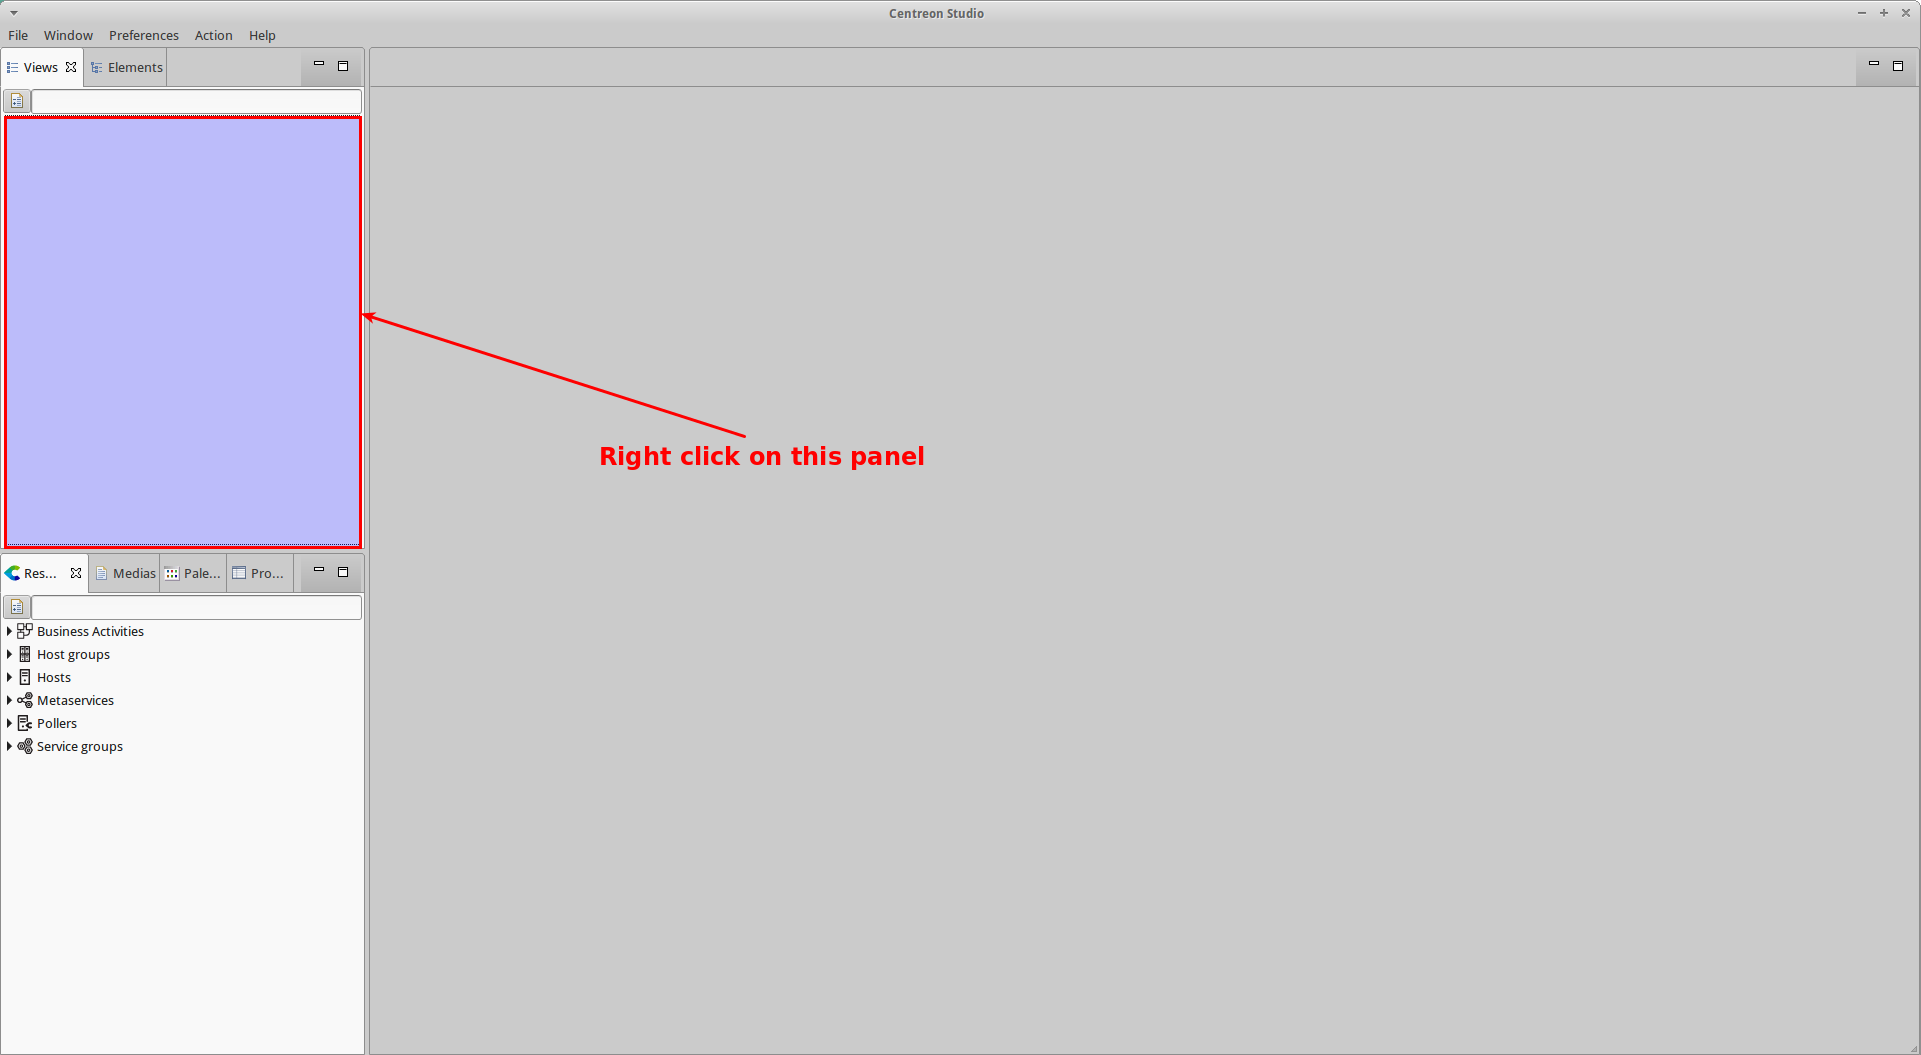 Centreon Studio
File Window Preferences Action Help
Views Elements
Right click on this panel
Res... Medias Pale... Pro...
Business Activities
Host groups
Hosts
Metaservices
Pollers
Service groups